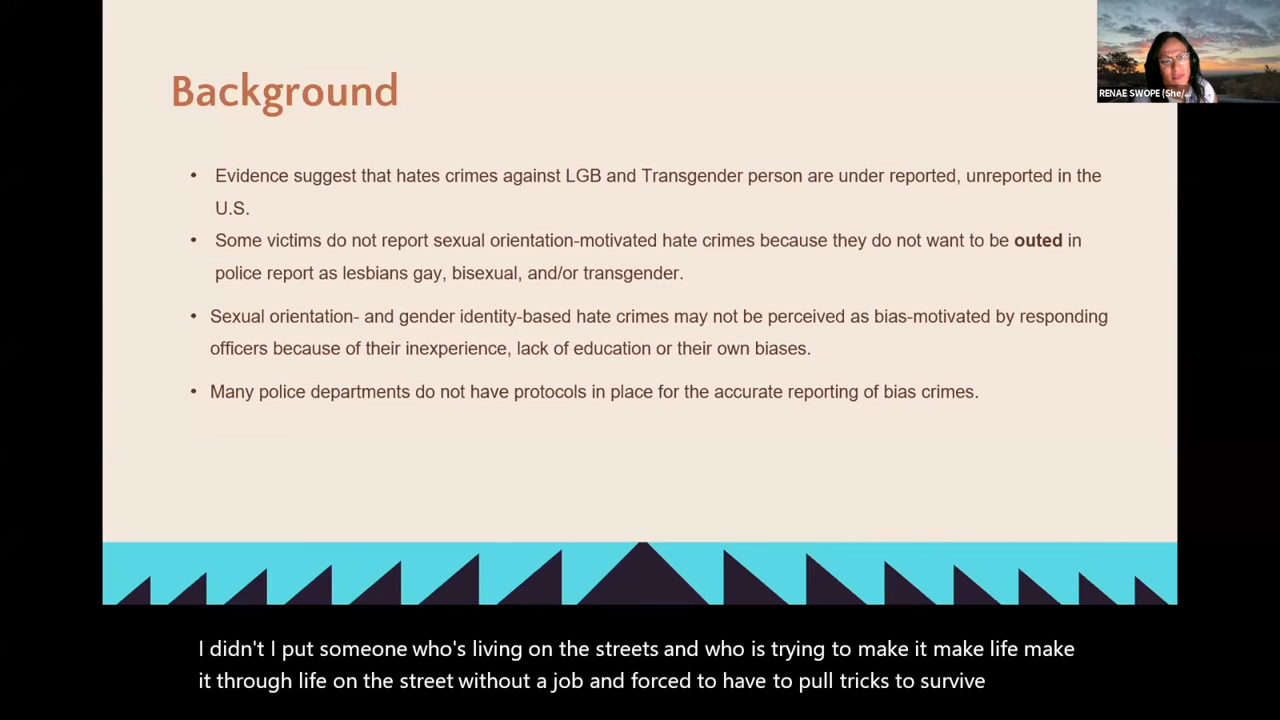 Background
RENAE SWOPE (She/...
• Evidence suggest that hates crimes against LGB and Transgender person are under reported, unreported in the
U.S.
• Some victims do not report sexual orientation-motivated hate crimes because they do not want to be outed in
police report as lesbians gay, bisexual, and/or transgender.
• Sexual orientation- and gender identity-based hate crimes may not be perceived as bias-motivated by responding
officers because of their inexperience, lack of education or their own biases.
• Many police departments do not have protocols in place for the accurate reporting of bias crimes.
I didn't I put someone who's living on the streets and who is trying to make it make life make
it through life on the street without a job and forced to have to pull tricks to survive